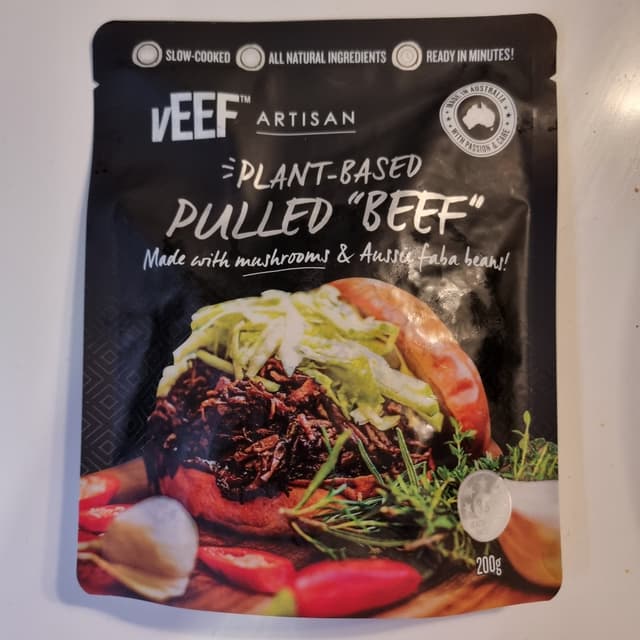 SLOW-COOKED ALL NATURAL INGREDIENTS READY IN MINUTES!
vEEF™ ARTISAN
MADE IN AUSTRALIA
WITH PASSION & CARE
PLANT-BASED
PULLED "BEEF"
Made with mushrooms & Aussie faba beans!
200g